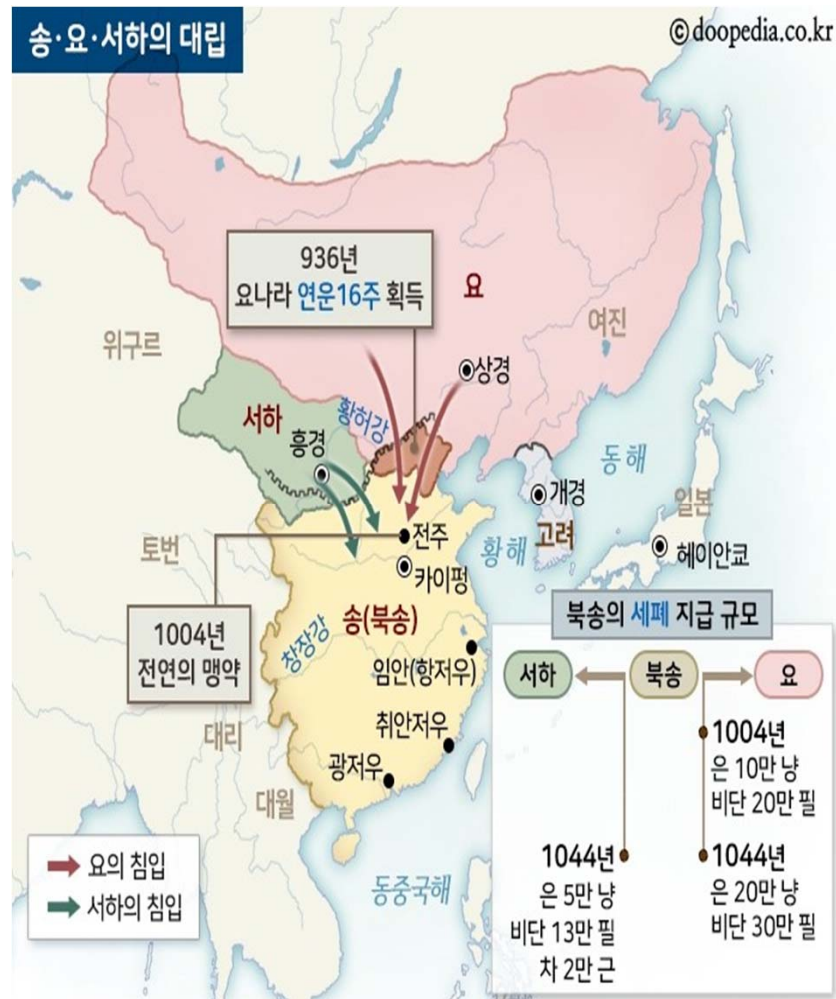 송·요·서하의 대립
ⓒdoopedia.co.kr
936년
요나라 연운16주 획득
요
여진
위구르
상경
서하
황허강
흥경
동해
개경
일본
고려
전주
토번
황해
헤이안쿄
카이펑
송(북송)
1004년
전연의 맹약
창장강
임안(항저우)
대리
취안저우
광저우
대월
동중국해
요의 침입
서하의 침입
북송의 세폐 지급 규모
서하
북송
요
1004년
은 10만 냥
비단 20만 필
1044년
은 5만 냥
비단 13만 필
차 2만 근
1044년
은 20만 냥
비단 30만 필